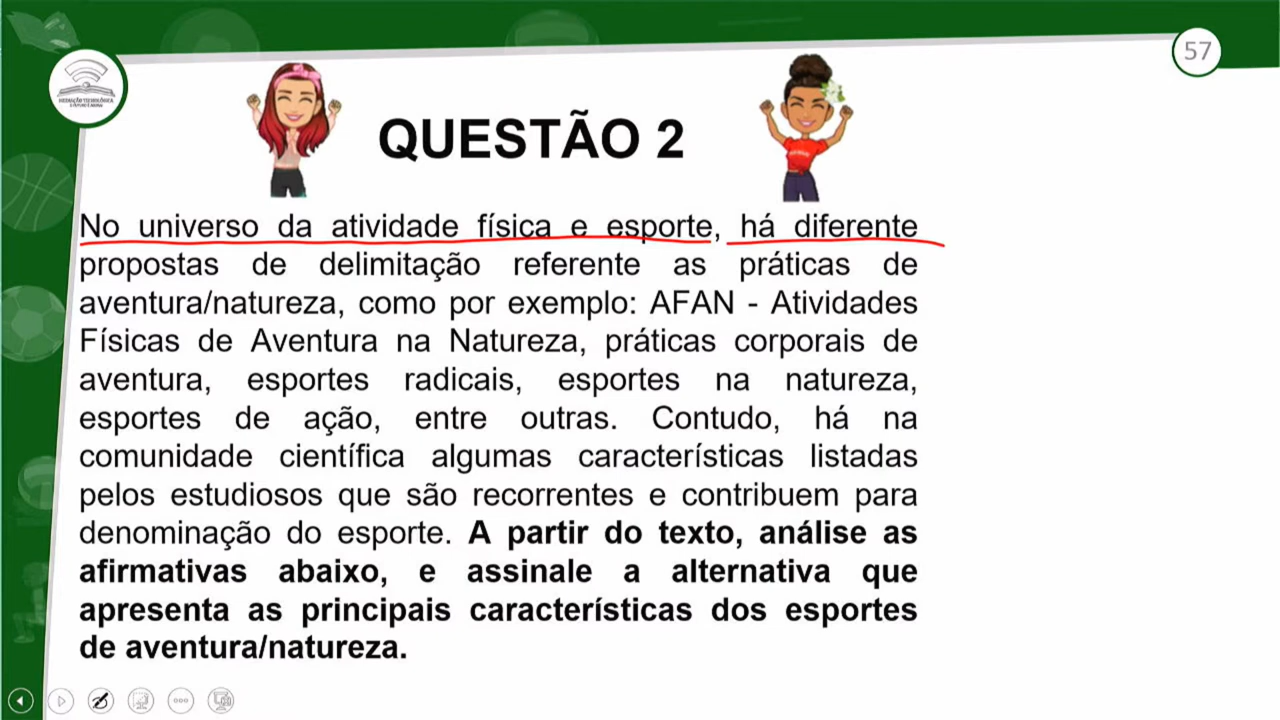 57
MEDIAÇÃO TECNOLÓGICA
QUESTÃO 2
No universo da atividade física e esporte, há diferente
propostas de delimitação referente as práticas de
aventura/natureza, como por exemplo: AFAN - Atividades
Físicas de Aventura na Natureza, práticas corporais de
aventura, esportes radicais, esportes na natureza,
esportes de ação, entre outras. Contudo, há na
comunidade científica algumas características listadas
pelos estudiosos que são recorrentes e contribuem para
denominação do esporte. A partir do texto, análise as
afirmativas abaixo, e assinale a alternativa que
apresenta as principais características dos esportes
de aventura/natureza.